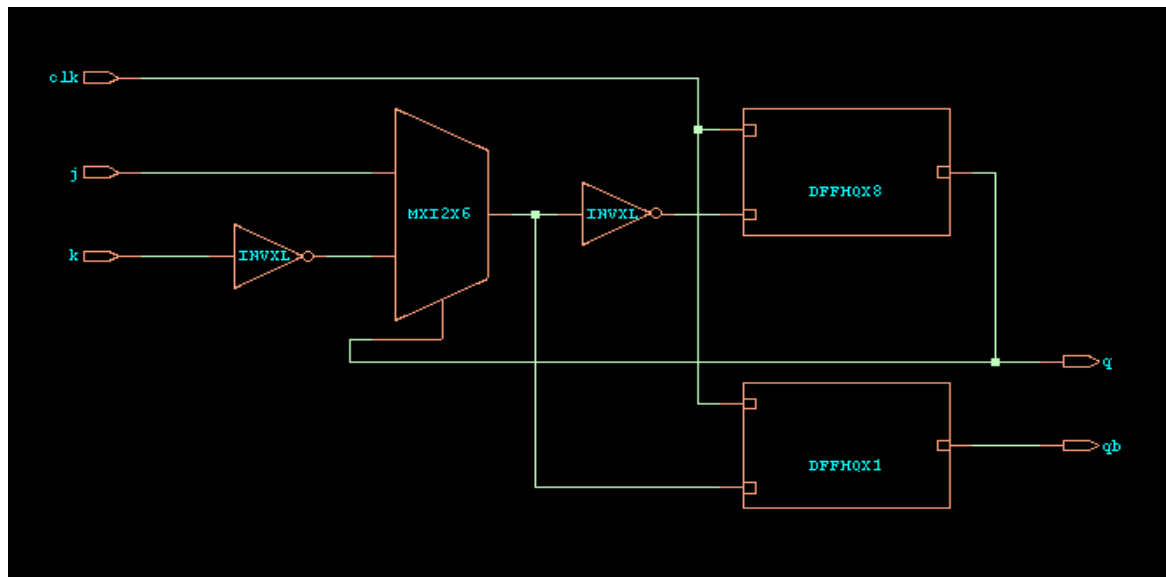 clk
j
k
INVXL
MXI2X6
INVXL
DFFHQX8
q
DFFHQX1
qb